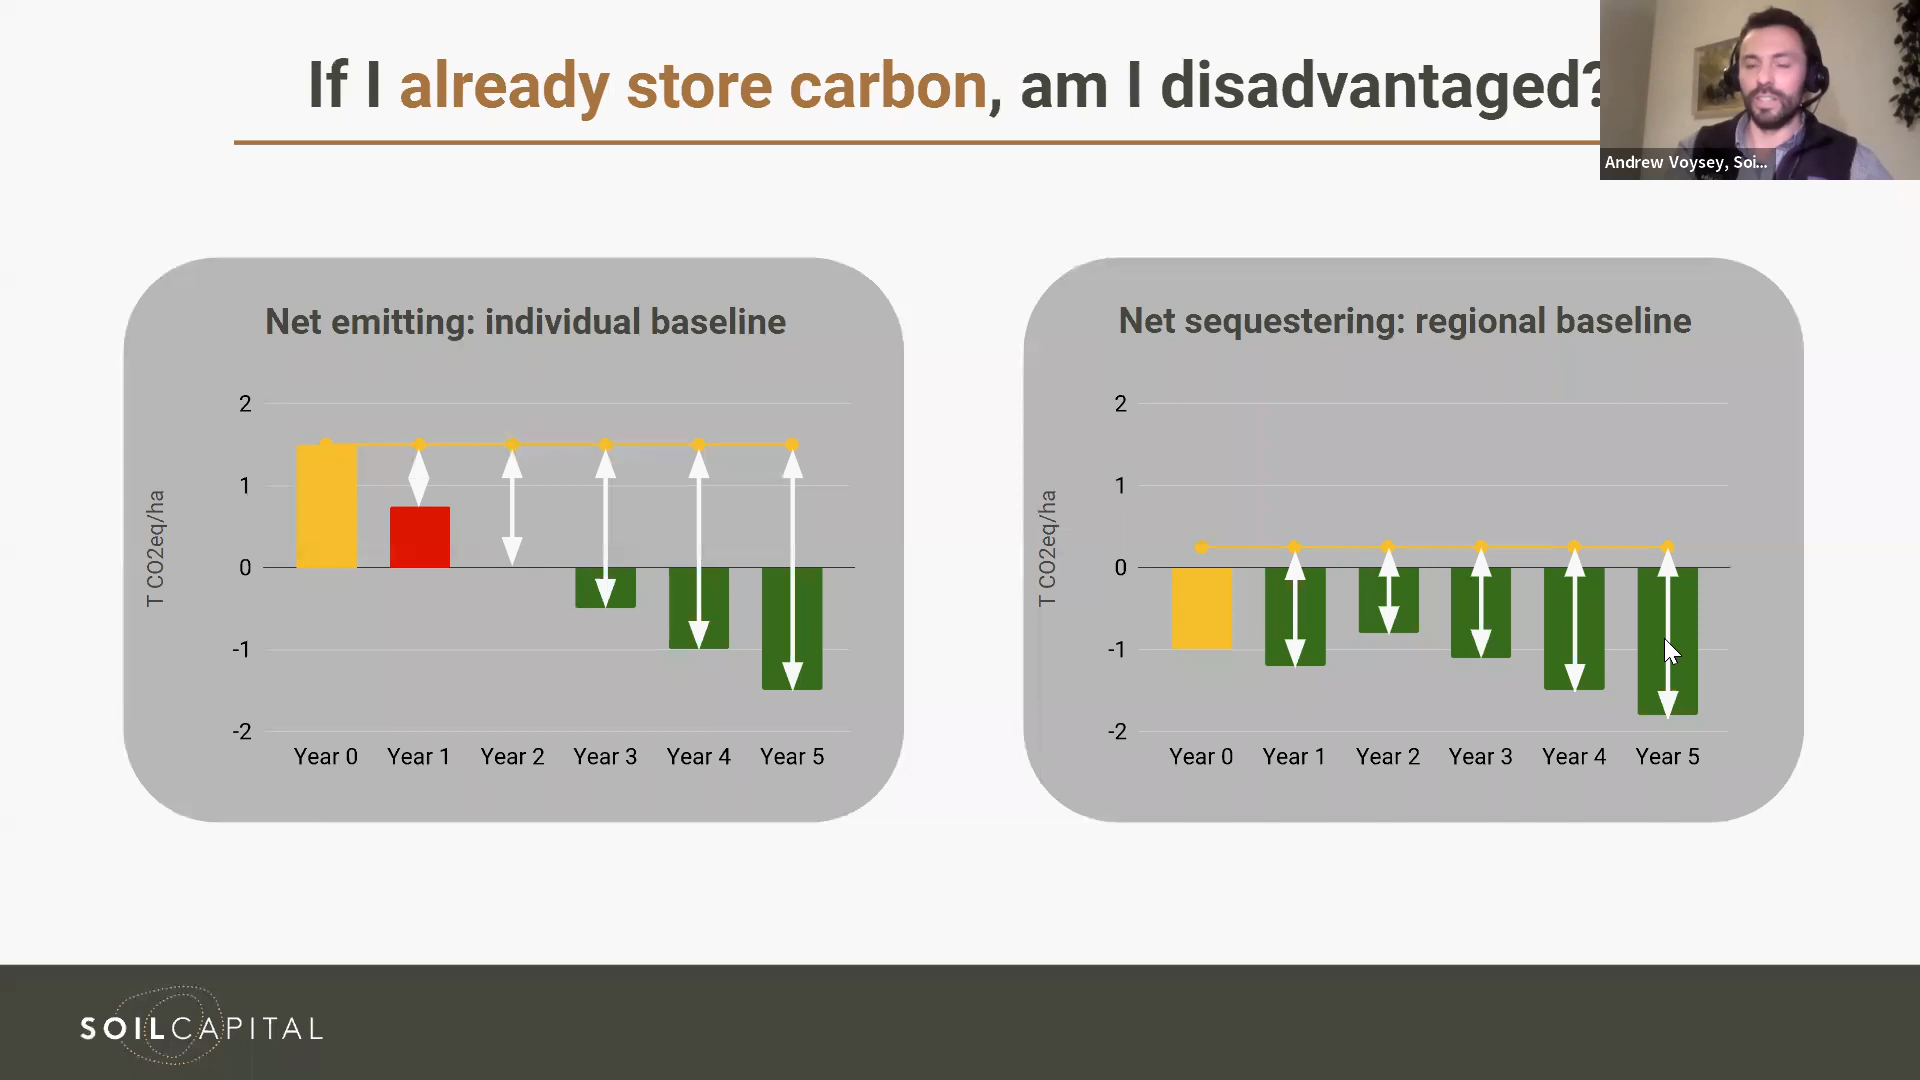 If I already store carbon, am I disadvantaged?
Andrew Voysey, Soi...
Net emitting: individual baseline
T CO2eq/ha
2
1
0
-1
-2
Year 0 Year 1 Year 2 Year 3 Year 4 Year 5
Net sequestering: regional baseline
T CO2eq/ha
2
1
0
-1
-2
Year 0 Year 1 Year 2 Year 3 Year 4 Year 5
SOILCAPITAL